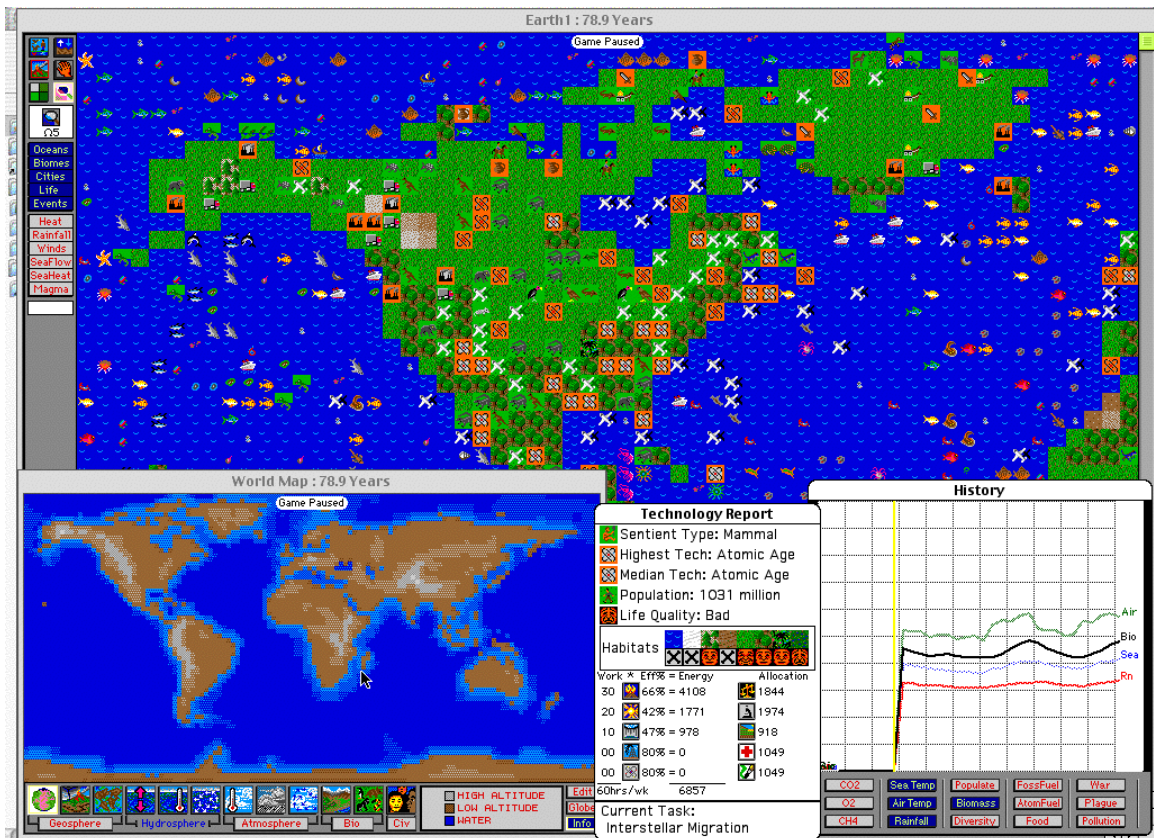 Earth1 : 78.9 Years
Game Paused
Ω5
Oceans
Biomes
Cities
Life
Events
Heat
Rainfall
Winds
SeaFlow
SeaHeat
Magma
World Map : 78.9 Years
Game Paused
HIGH ALTITUDE
LOW ALTITUDE
WATER
Edit
Globe
Info
Geosphere
Hydrosphere
Atmosphere
Bio
Civ
Technology Report
Sentient Type: Mammal
Highest Tech: Atomic Age
Median Tech: Atomic Age
Population: 1031 million
Life Quality: Bad
Habitats
Work * Eff% = Energy Allocation
30 66% = 4108 1844
20 42% = 1771 1974
10 47% = 978 918
00 80% = 0 1049
00 80% = 0 1049
60hrs/wk 6857
Current Task:
Interstellar Migration
History
Air
Bio
Sea
Rn
CO2 Sea Temp Populate FossFuel War
O2 Air Temp Biomass AtomFuel Plague
CH4 Rainfall Diversity Food Pollution